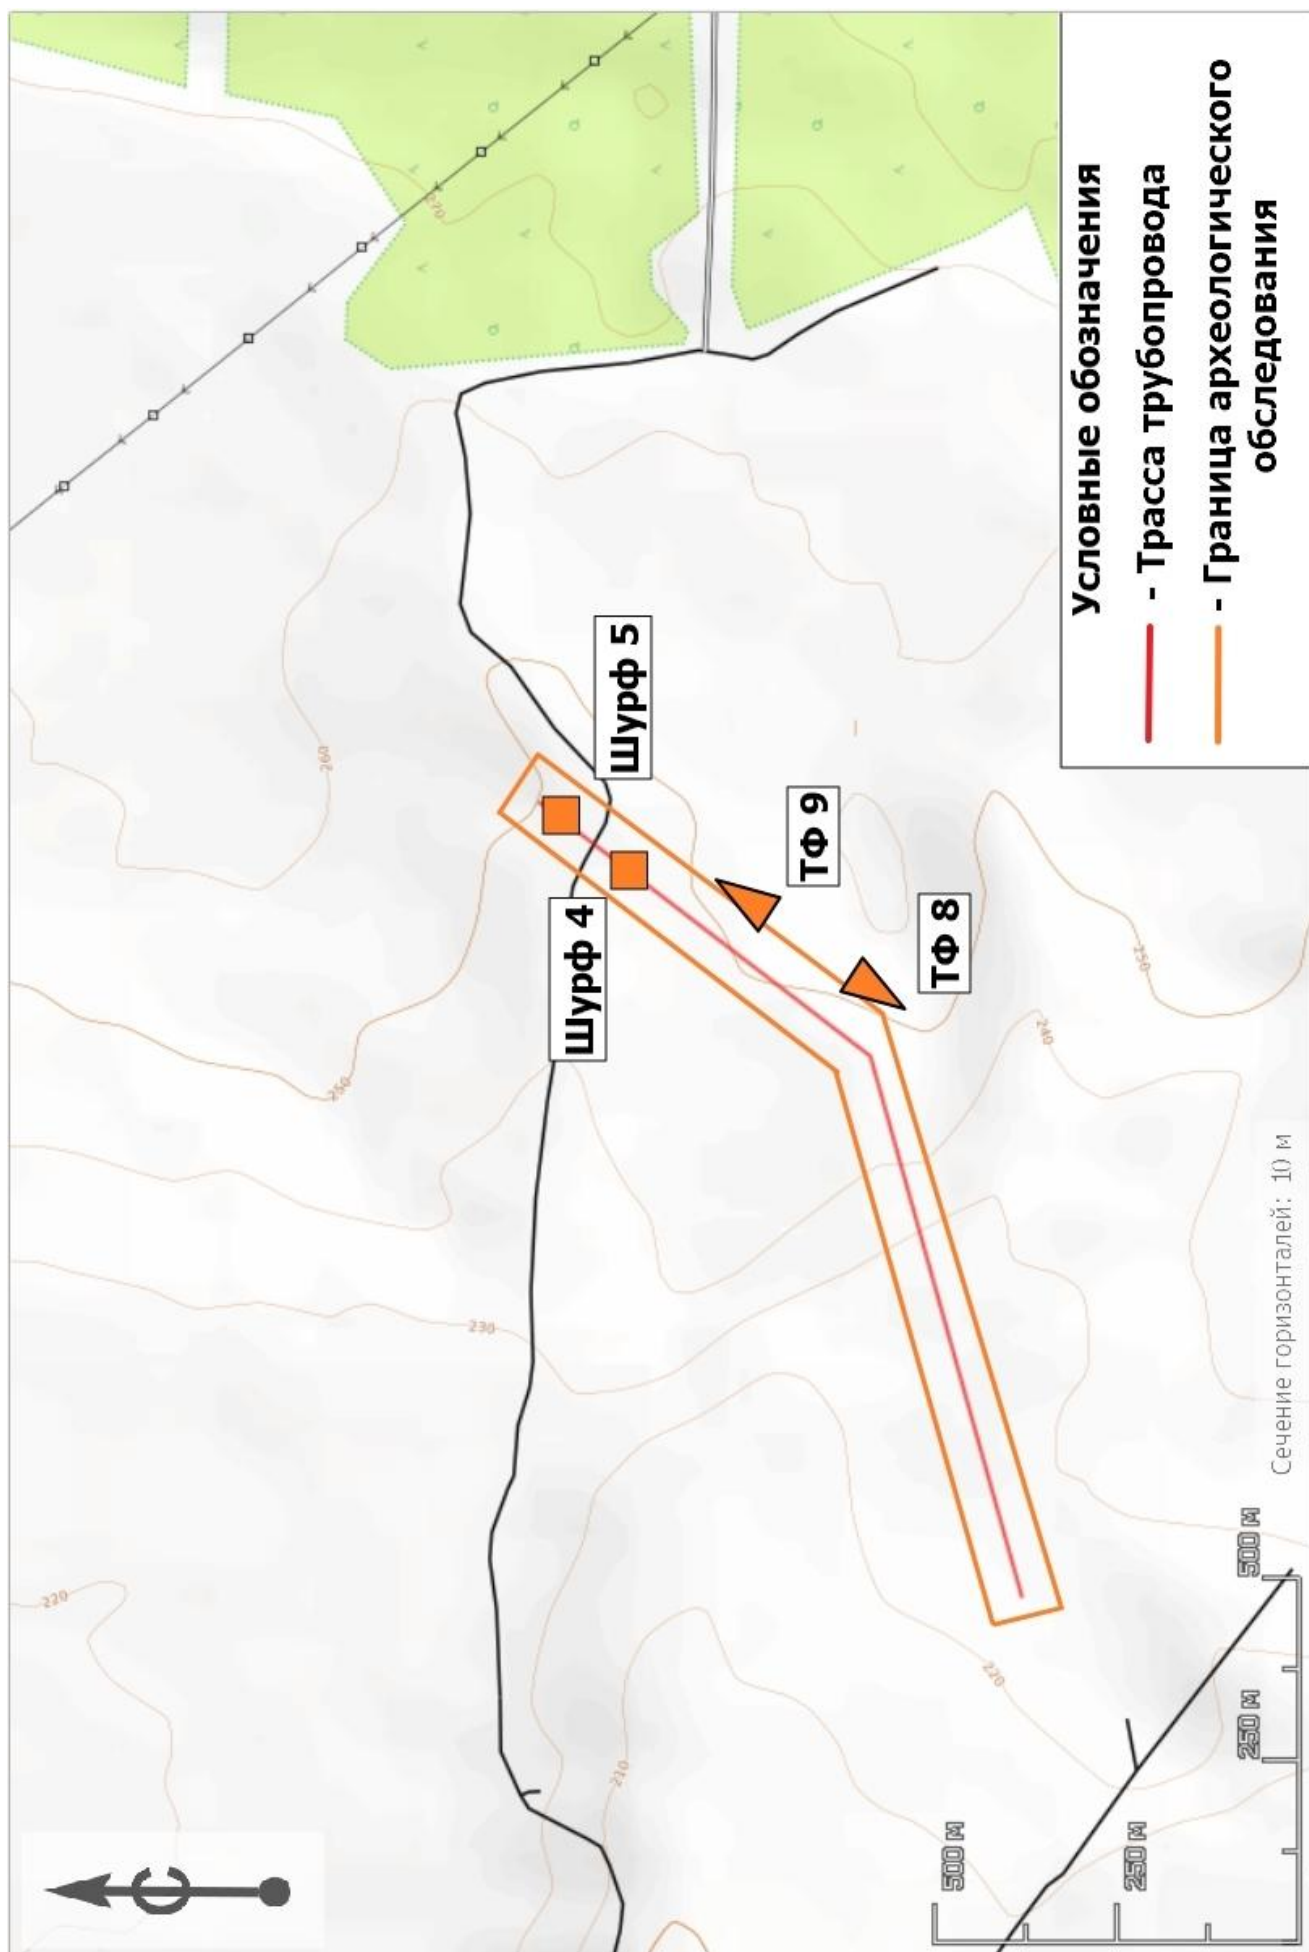 С
220
210
230
250
260
270
220
240
250
Шурф 4
Шурф 5
ТФ 9
ТФ 8
500 м
250 м
250 м
500 м
Сечение горизонталей: 10 м
Условные обозначения
- Трасса трубопровода
- Граница археологического
обследования